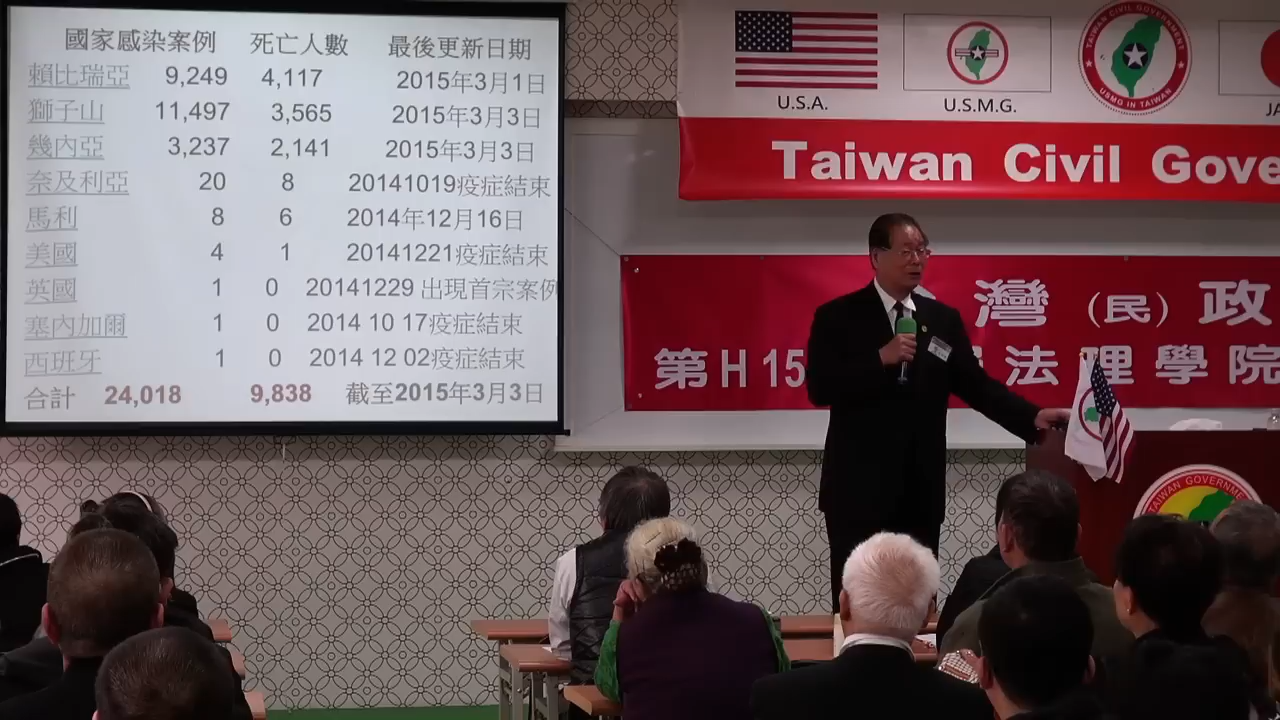 國家感染案例 死亡人數 最後更新日期
賴比瑞亞 9,249 4,117 2015年3月1日
獅子山 11,497 3,565 2015年3月3日
幾內亞 3,237 2,141 2015年3月3日
奈及利亞 20 8 20141019疫症結束
馬利 8 6 2014年12月16日
美國 4 1 20141221疫症結束
英國 1 0 20141229 出現首宗案例
塞內加爾 1 0 2014 10 17疫症結束
西班牙 1 0 2014 12 02疫症結束
合計 24,018 9,838 截至2015年3月3日
U.S.A.
U.S.M.G.
TAIWAN CIVIL GOVERNMENT
USMG IN TAIWAN
JA
Taiwan Civil Gove
灣（民）政
第H 15 法理學院
TAIWAN GOVERNMENT